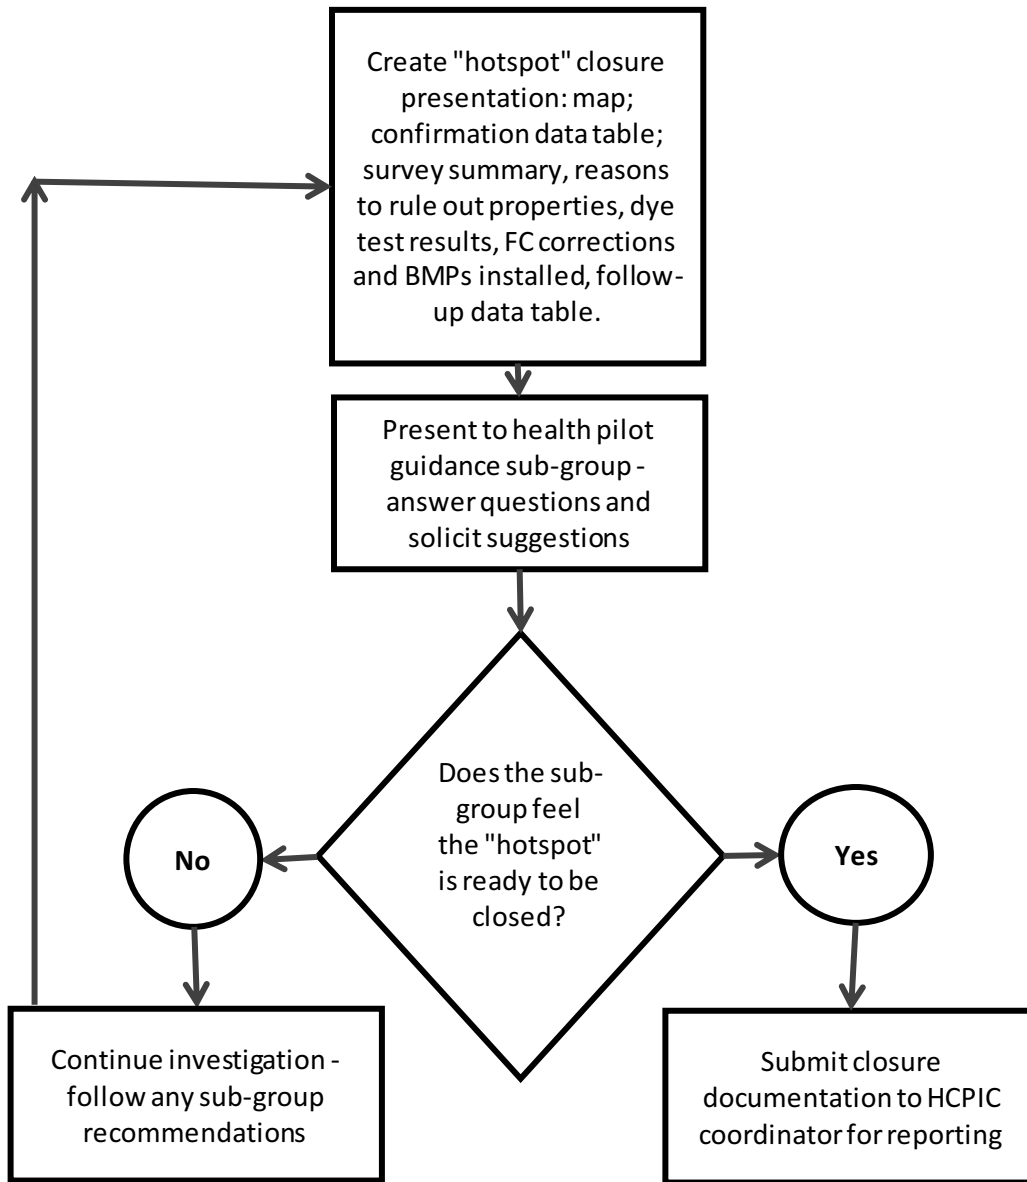 Create "hotspot" closure
presentation: map;
confirmation data table;
survey summary, reasons
to rule out properties, dye
test results, FC corrections
and BMPs installed, follow-
up data table.
Present to health pilot
guidance sub-group -
answer questions and
solicit suggestions
Does the sub-
group feel
the "hotspot"
is ready to be
closed?
No
Yes
Continue investigation -
follow any sub-group
recommendations
Submit closure
documentation to HCPIC
coordinator for reporting